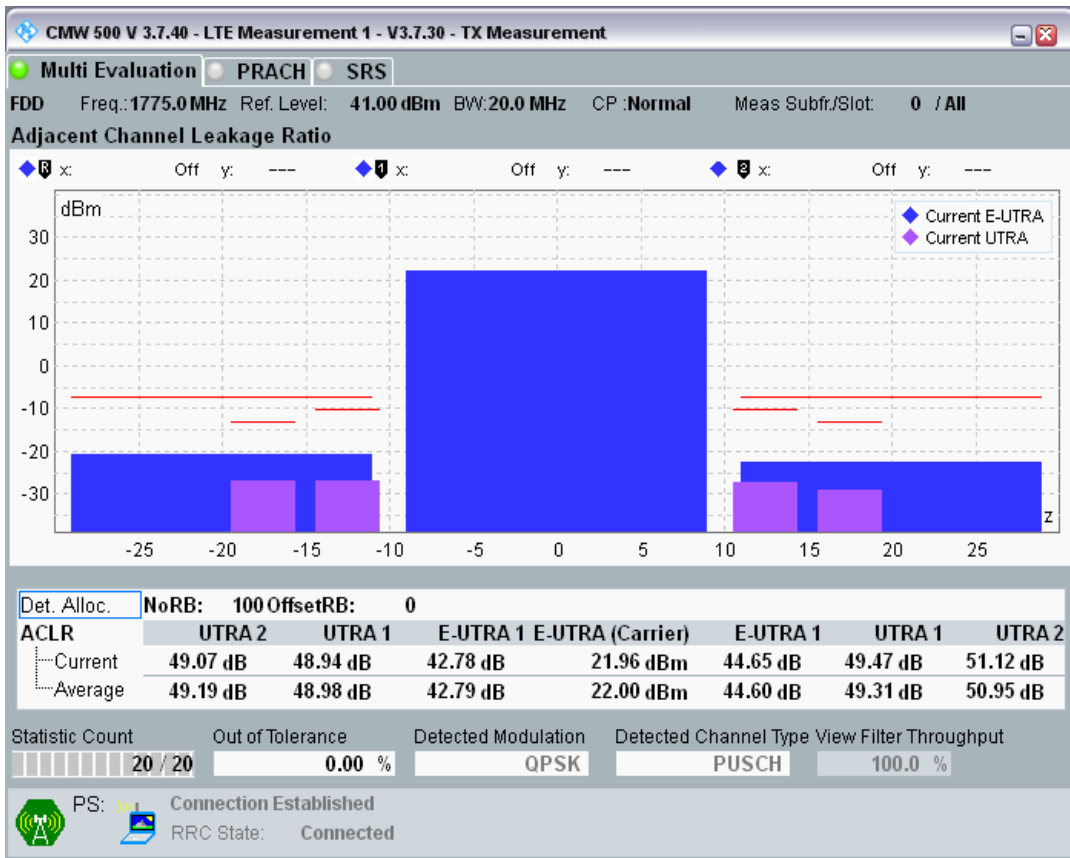 CMW 500 V 3.7.40 - LTE Measurement 1 - V3.7.30 - TX Measurement
Multi Evaluation PRACH SRS
FDD Freq.:1775.0 MHz Ref. Level: 41.00 dBm BW:20.0 MHz CP :Normal Meas Subfr./Slot: 0 / All
Adjacent Channel Leakage Ratio
R x: Off y: --- 1 x: Off y: --- 2 x: Off y: ---
dBm
Current E-UTRA
Current UTRA
30
20
10
0
-10
-20
-30
z
-25 -20 -15 -10 -5 0 5 10 15 20 25
Det. Alloc. NoRB: 100 OffsetRB: 0
ACLR UTRA 2 UTRA 1 E-UTRA 1 E-UTRA (Carrier) E-UTRA 1 UTRA 1 UTRA 2
Current 49.07 dB 48.94 dB 42.78 dB 21.96 dBm 44.65 dB 49.47 dB 51.12 dB
Average 49.19 dB 48.98 dB 42.79 dB 22.00 dBm 44.60 dB 49.31 dB 50.95 dB
Statistic Count Out of Tolerance Detected Modulation Detected Channel Type View Filter Throughput
20 / 20 0.00 % QPSK PUSCH 100.0 %
PS: Connection Established
RRC State: Connected